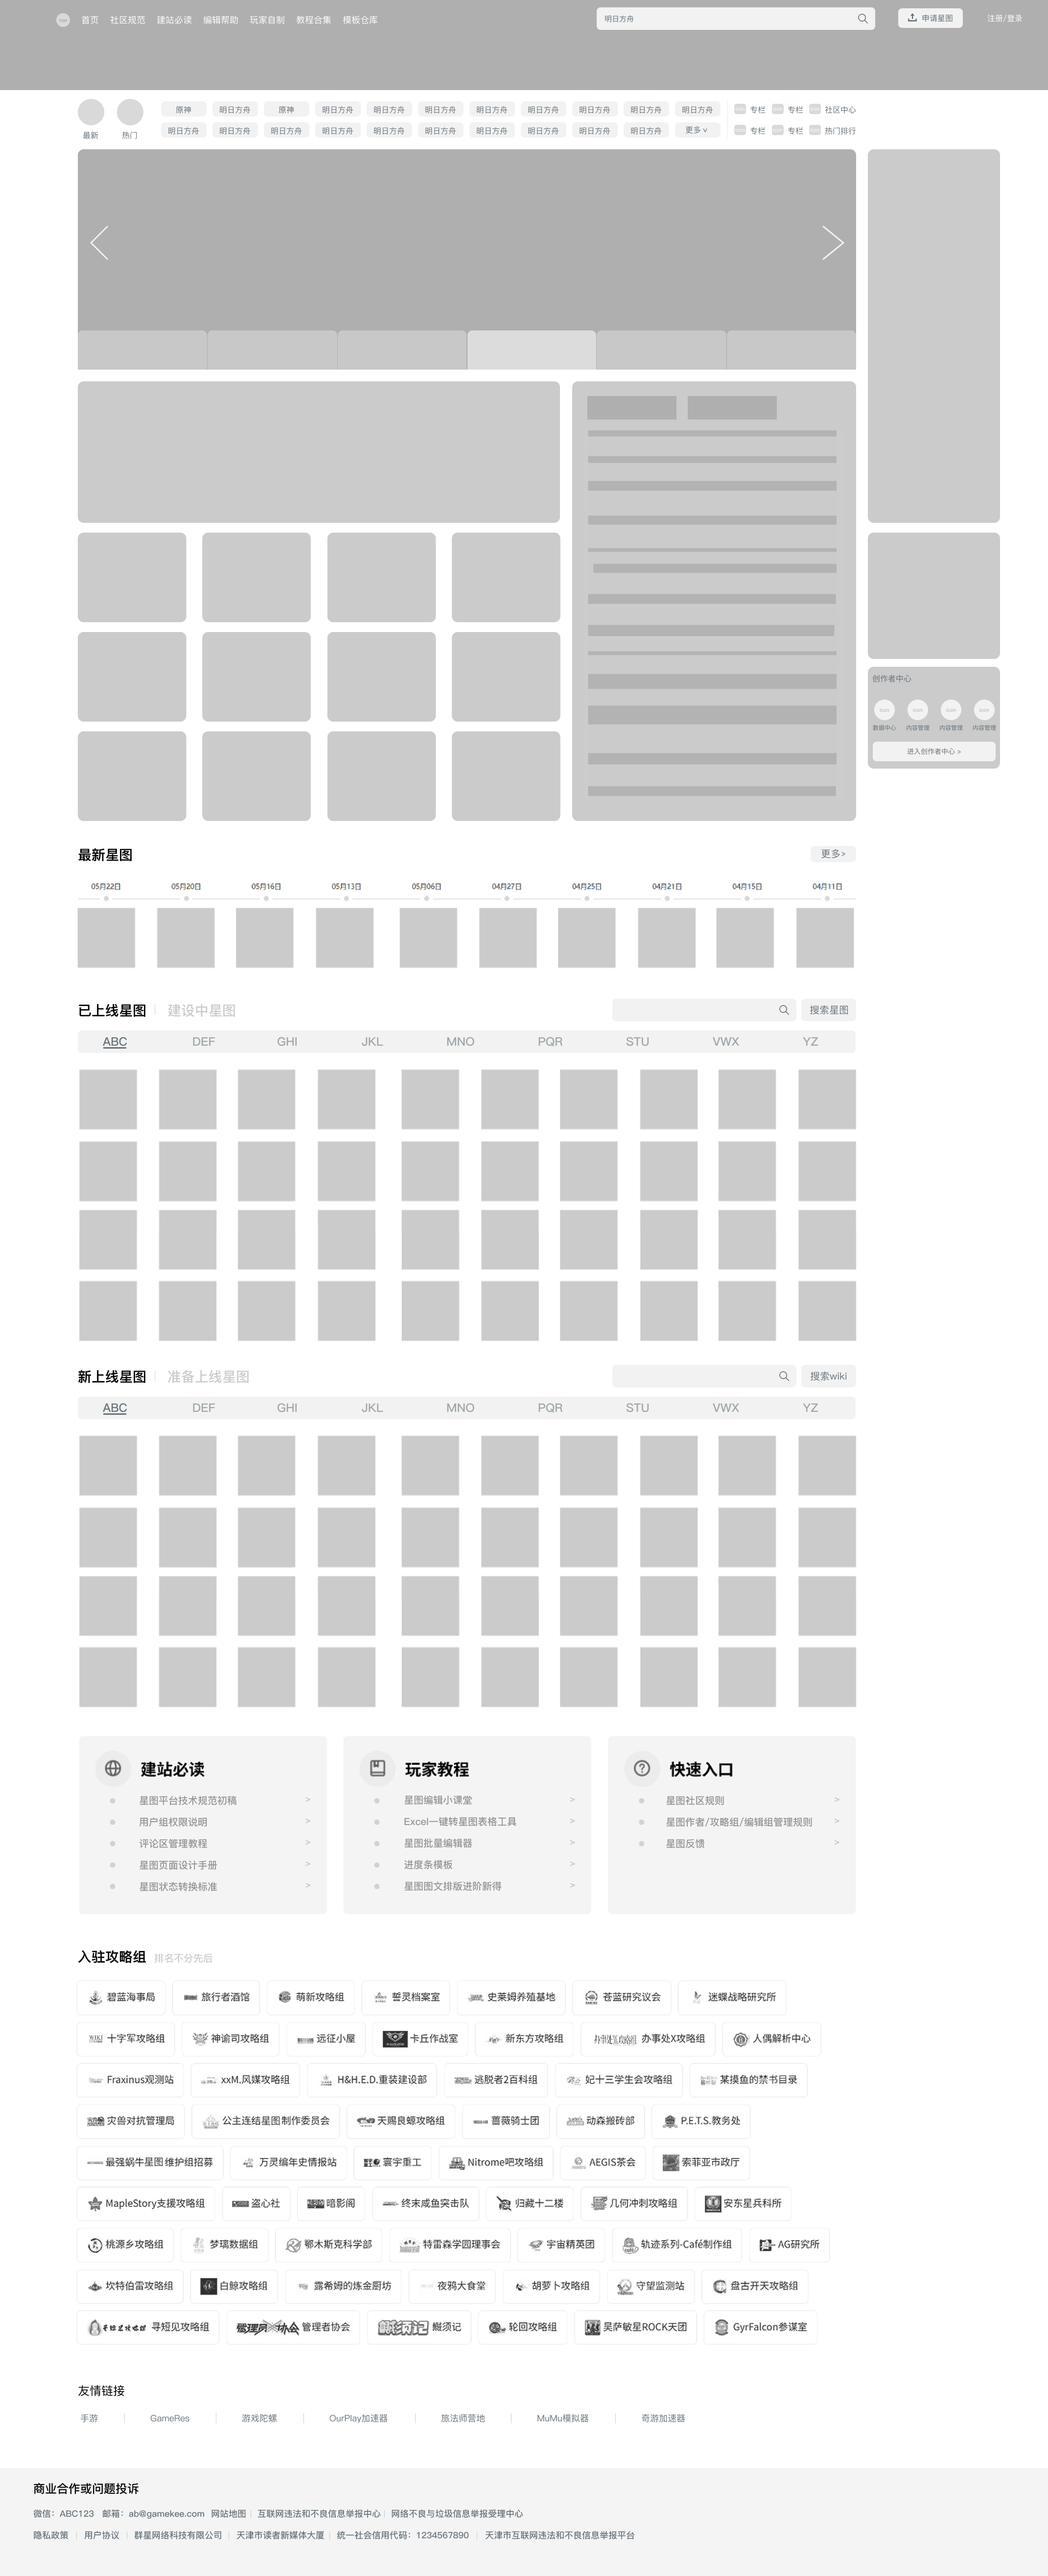 首页 社区规范 建站必读 编辑帮助 玩家自制 教程合集 模板仓库 明日方舟 申请星图 注册/登录
原神 明日方舟 原神 明日方舟 明日方舟 明日方舟 明日方舟 明日方舟 明日方舟 明日方舟 明日方舟 专栏 专栏 社区中心
最新 热门 明日方舟 明日方舟 明日方舟 明日方舟 明日方舟 明日方舟 明日方舟 明日方舟 明日方舟 明日方舟 更多 专栏 专栏 热门排行
创作者中心
icon icon icon icon
数据中心 内容管理 内容管理 内容管理
进入创作者中心 >
最新星图 更多>
05月22日 05月20日 05月16日 05月13日 05月06日 04月27日 04月25日 04月21日 04月15日 04月11日
已上线星图 建设中星图 搜索星图
ABC DEF GHI JKL MNO PQR STU VWX YZ
新上线星图 准备上线星图 搜索wiki
ABC DEF GHI JKL MNO PQR STU VWX YZ
建站必读
星图平台技术规范初稿 >
用户组权限说明 >
评论区管理教程 >
星图页面设计手册 >
星图状态转换标准 >
玩家教程
星图编辑小课堂 >
Excel一键转星图表格工具 >
星图批量编辑器 >
进度条模板 >
星图图文排版进阶新得 >
快速入口
星图社区规则 >
星图作者/攻略组/编辑组管理规则 >
星图反馈 >
入驻攻略组 排名不分先后
碧蓝海事局 旅行者酒馆 萌新攻略组 誓灵档案室 史莱姆养殖基地 苍蓝研究议会 迷蝶战略研究所
十字军攻略组 神谕司攻略组 远征小屋 卡丘作战室 新东方攻略组 办事处X攻略组 人偶解析中心
Fraxinus观测站 xxM.风媒攻略组 H&H.E.D.重装建设部 逃脱者2百科组 妃十三学生会攻略组 某摸鱼的禁书目录
灾兽对抗管理局 公主连结星图制作委员会 天赐良螈攻略组 蔷薇骑士团 动森搬砖部 P.E.T.S.教务处
最强蜗牛星图维护组招募 万灵编年史情报站 寰宇重工 Nitrome吧攻略组 AEGIS茶会 索菲亚市政厅
MapleStory支援攻略组 盗心社 暗影阁 终末咸鱼突击队 归藏十二楼 几何冲刺攻略组 安东星兵科所
桃源乡攻略组 梦璃数据组 鄂木斯克科学部 特雷森学园理事会 宇宙精英团 轨迹系列-Café制作组 AG研究所
坎特伯雷攻略组 白鲸攻略组 露希姆的炼金厨坊 夜鸦大食堂 胡萝卜攻略组 守望监测站 盘古开天攻略组
寻短见攻略组 管理者协会 鬍须记 轮回攻略组 吴萨敏星ROCK天团 GyrFalcon参谋室
友情链接
手游 GameRes 游戏陀螺 OurPlay加速器 旅法师营地 MuMu模拟器 奇游加速器
商业合作或问题投诉
微信：ABC123 邮箱：ab@gamekee.com 网站地图 互联网违法和不良信息举报中心 网络不良与垃圾信息举报受理中心
隐私政策 用户协议 群星网络科技有限公司 天津市读者新媒体大厦 统一社会信用代码：1234567890 天津市互联网违法和不良信息举报平台